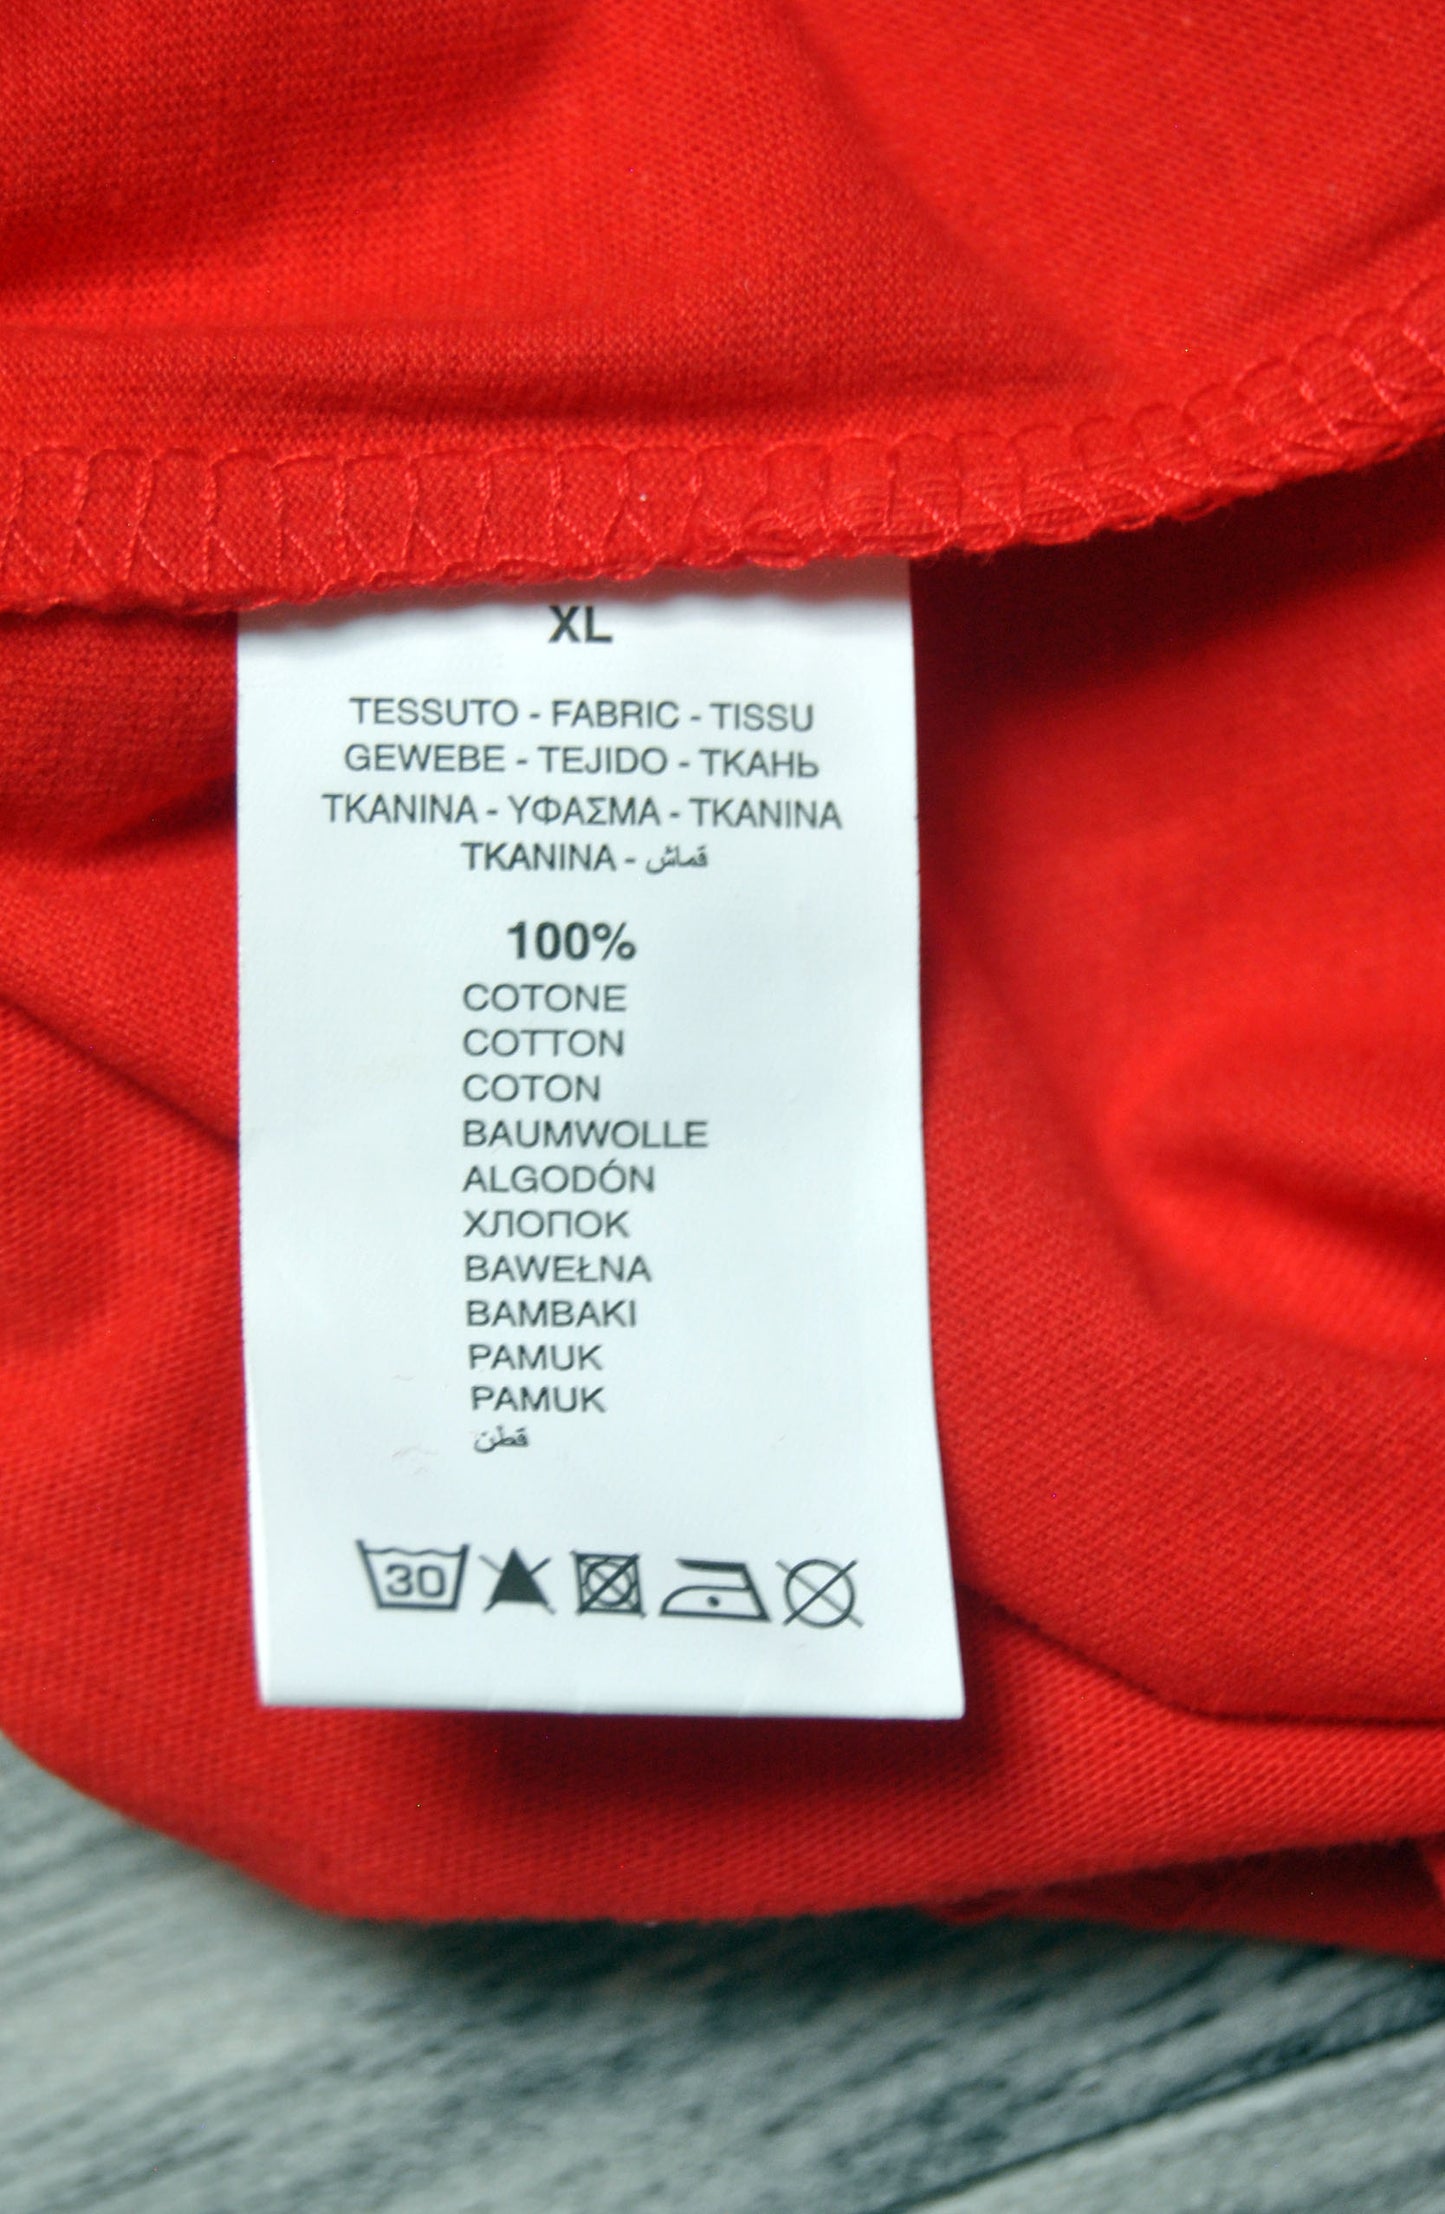 XL
TESSUTO - FABRIC - TISSU
GEWEBE - TEJIDO - ТКАНЬ
TKANINA - ΥΦΑΣΜΑ - TKANINA
TKANINA - قماش
100%
COTONE
COTTON
COTON
BAUMWOLLE
ALGODÓN
ХЛОПОК
BAWEŁNA
BAMBAKI
PAMUK
PAMUK
قطن
30